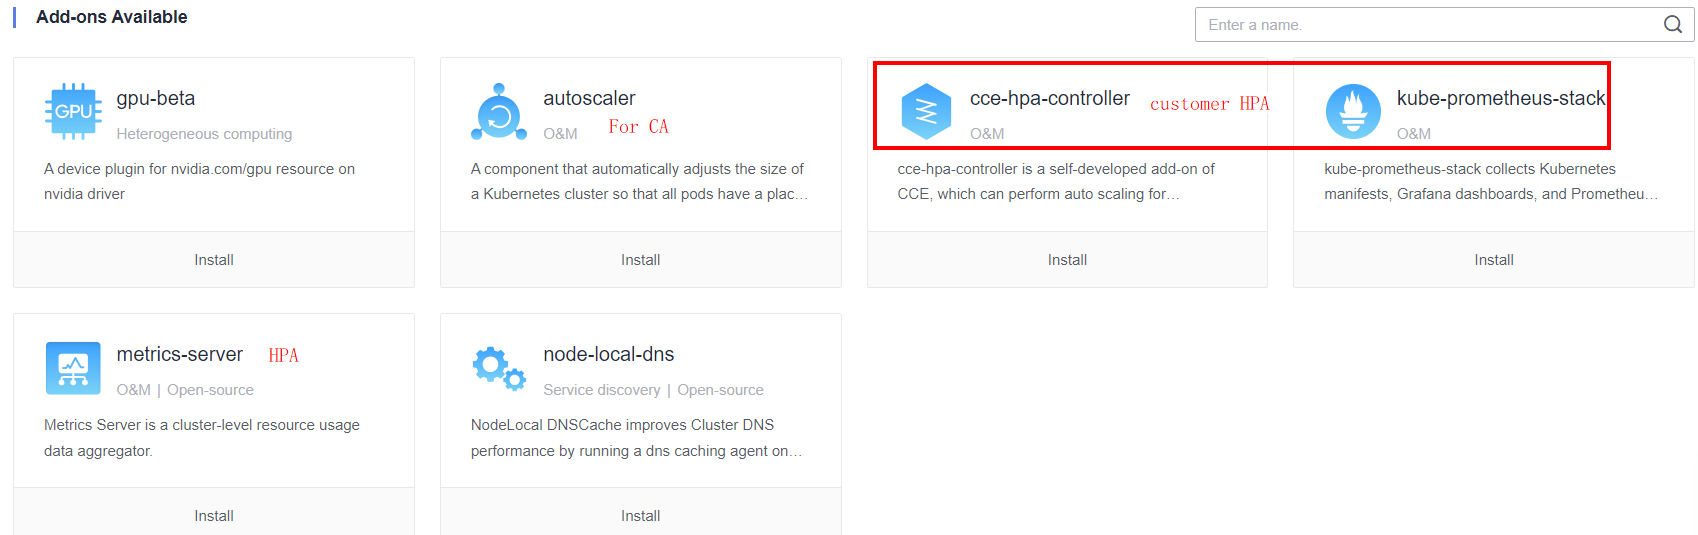 Add-ons Available
Enter a name.
GPU
gpu-beta
Heterogeneous computing
A device plugin for nvidia.com/gpu resource on
nvidia driver
Install
autoscaler
O&M
For CA
A component that automatically adjusts the size of
a Kubernetes cluster so that all pods have a plac…
Install
cce-hpa-controller
customer HPA
O&M
cce-hpa-controller is a self-developed add-on of
CCE, which can perform auto scaling for…
Install
kube-prometheus-stack
O&M
kube-prometheus-stack collects Kubernetes
manifests, Grafana dashboards, and Prometheu…
Install
metrics-server
HPA
O&M | Open-source
Metrics Server is a cluster-level resource usage
data aggregator.
Install
node-local-dns
Service discovery | Open-source
NodeLocal DNSCache improves Cluster DNS
performance by running a dns caching agent on…
Install